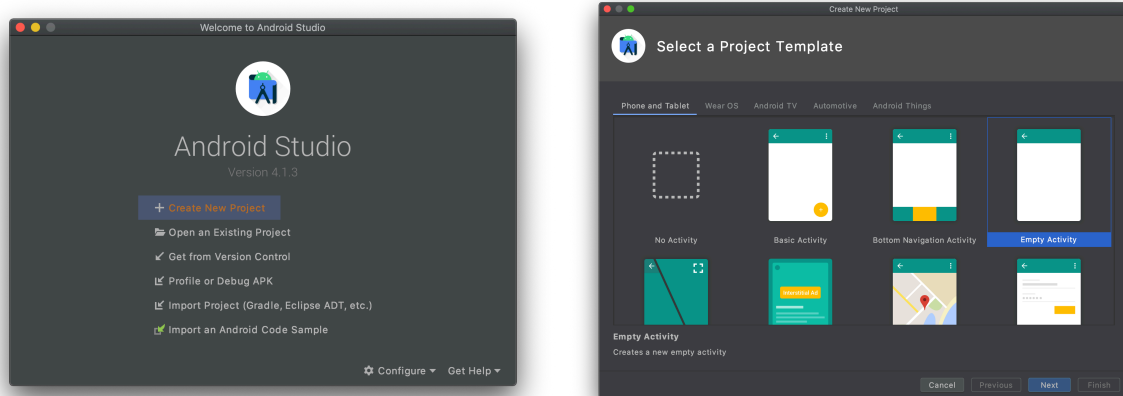 Welcome to Android Studio
Android Studio
Version 4.1.3
Create New Project
Open an Existing Project
Get from Version Control
Profile or Debug APK
Import Project (Gradle, Eclipse ADT, etc.)
Import an Android Code Sample
Configure
Get Help
Create New Project
Select a Project Template
Phone and Tablet Wear OS Android TV Automotive Android Things
No Activity Basic Activity Bottom Navigation Activity Empty Activity
Interstitial Ad
Empty Activity
Creates a new empty activity
Cancel Previous Next Finish